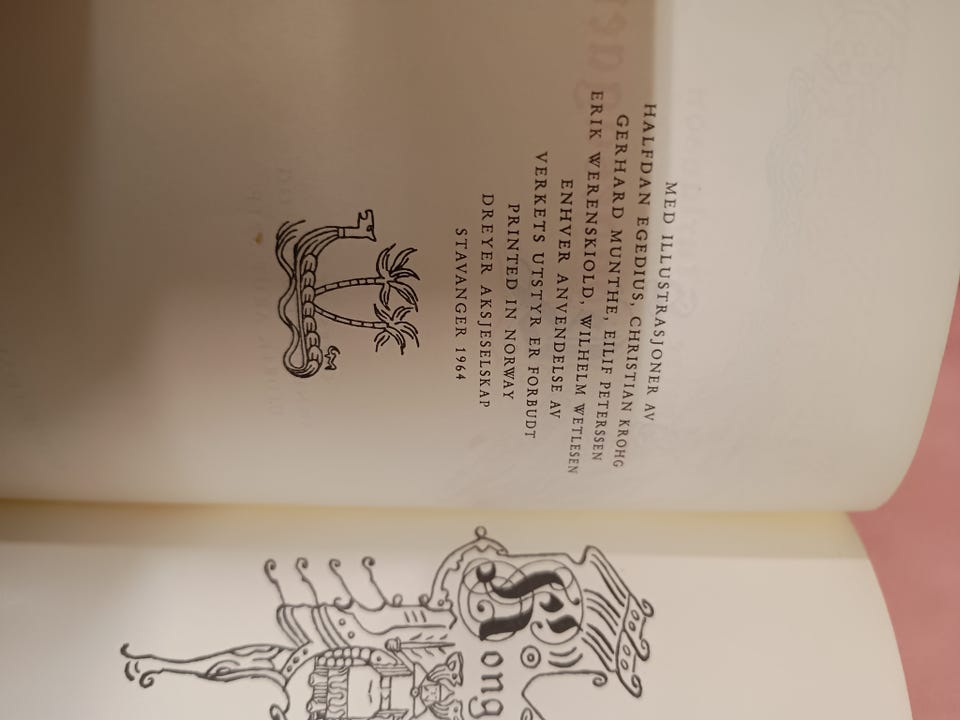 MED ILLUSTRASJONER AV
HALFDAN EGEDIUS, CHRISTIAN KROHG
GERHARD MUNTHE, EILIF PETERSSEN
ERIK WERENSKIOLD, WILHELM WETLESEN
ENHVER ANVENDELSE AV
VERKETS UTSTYR ER FORBUDT
PRINTED IN NORWAY
DREYER AKSJESELSKAP
STAVANGER 1964
ong